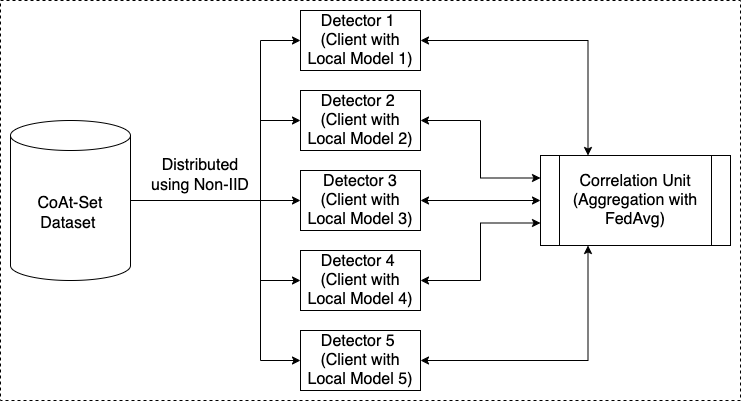 CoAt-Set
Dataset
Distributed
using Non-IID
Detector 1
(Client with
Local Model 1)
Detector 2
(Client with
Local Model 2)
Detector 3
(Client with
Local Model 3)
Detector 4
(Client with
Local Model 4)
Detector 5
(Client with
Local Model 5)
Correlation Unit
(Aggregation with
FedAvg)